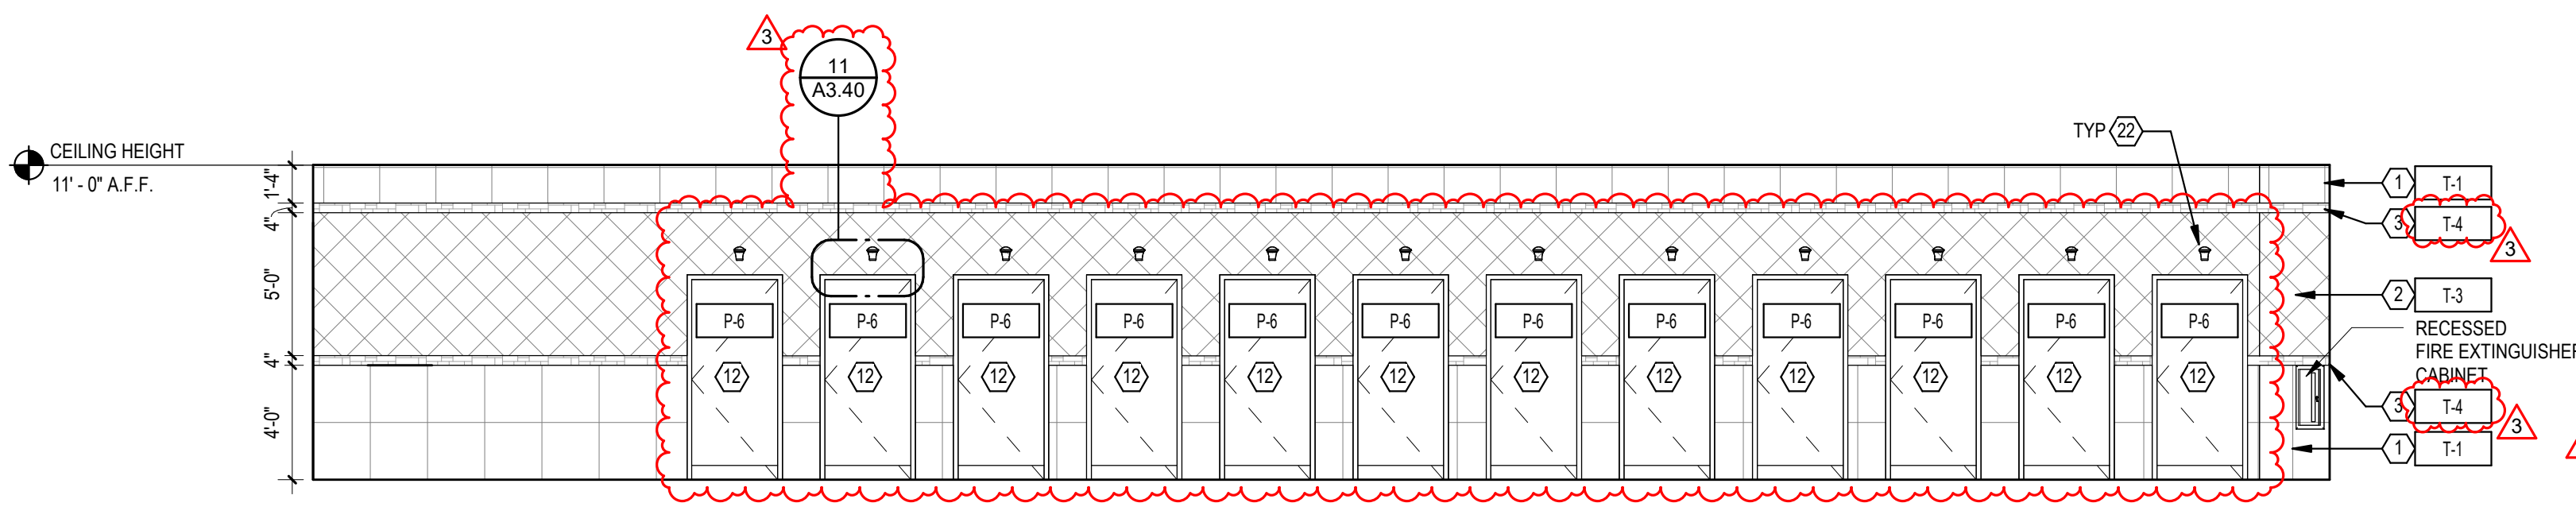 3
11
A3.40
TYP 22
CEILING HEIGHT
11' - 0" A.F.F.
1'-4"
4"
5'-0"
4"
4'-0"
1 T-1
3 T-4
3
2 T-3
RECESSED
FIRE EXTINGUISHER
CABINET
3 T-4
3
1 T-1
P-6 P-6 P-6 P-6 P-6 P-6 P-6 P-6 P-6 P-6 P-6 P-6
12 12 12 12 12 12 12 12 12 12 12 12